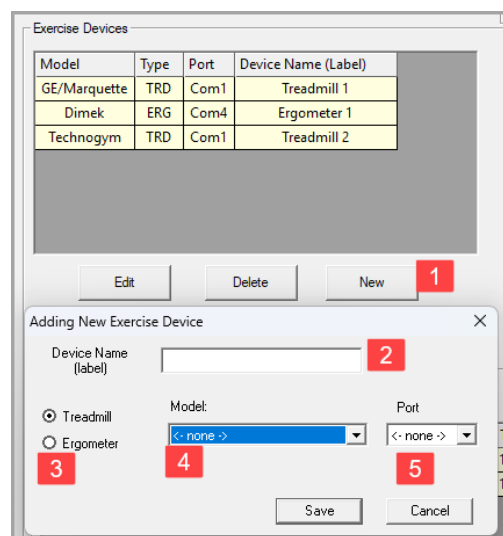 Exercise Devices
Model Type Port Device Name (Label)
GE/Marquette TRD Com1 Treadmill 1
Dimek ERG Com4 Ergometer 1
Technogym TRD Com1 Treadmill 2
Edit Delete New 1
Adding New Exercise Device
Device Name
(label)
2
Model: Port
Treadmill
<- none -> <- none ->
Ergometer
3 4 5
Save Cancel